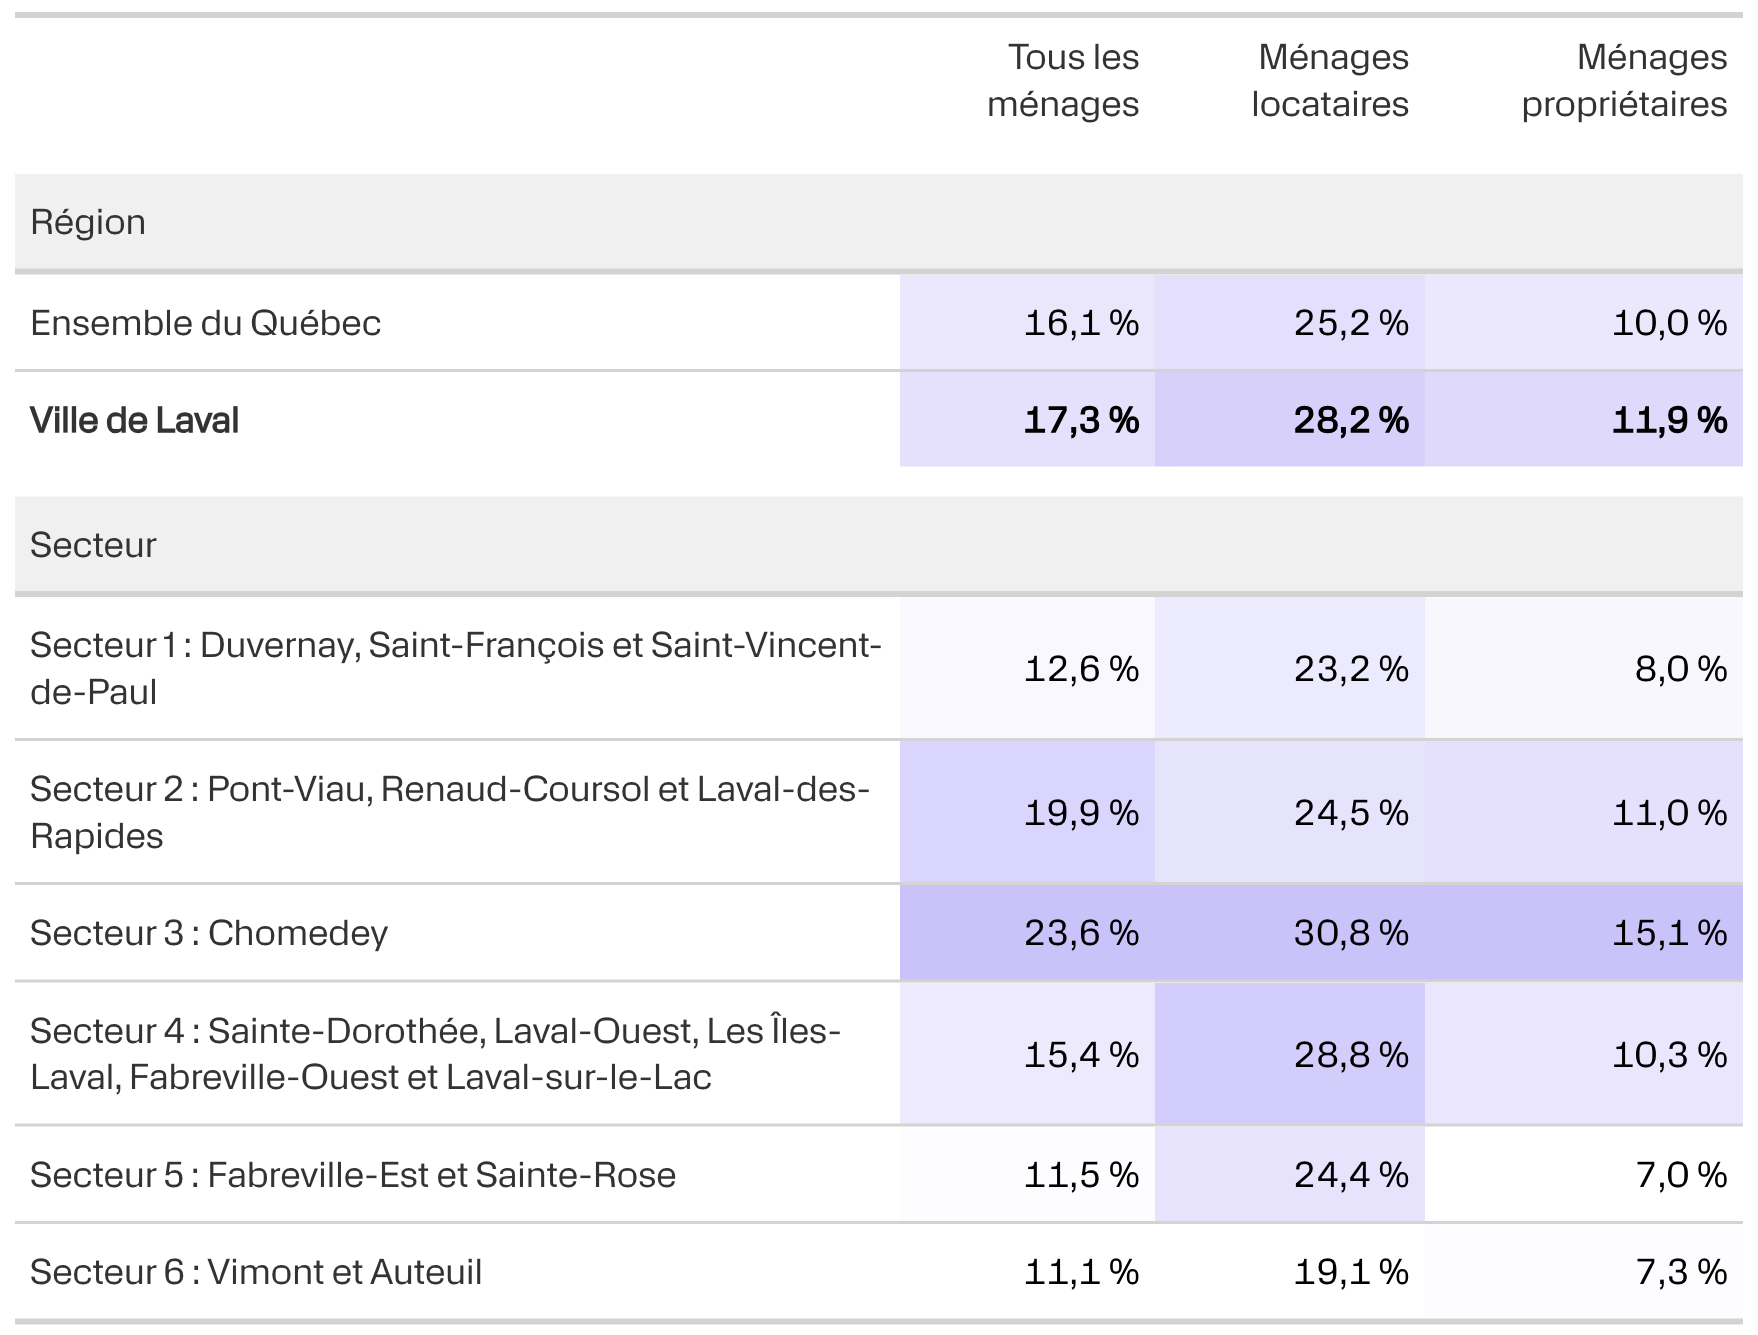 Tous les ménages
Ménages locataires
Ménages propriétaires
Région
Ensemble du Québec 16,1 % 25,2 % 10,0 %
Ville de Laval 17,3 % 28,2 % 11,9 %
Secteur
Secteur 1 : Duvernay, Saint-François et Saint-Vincent-
de-Paul
12,6 % 23,2 % 8,0 %
Secteur 2 : Pont-Viau, Renaud-Coursol et Laval-des-
Rapides
19,9 % 24,5 % 11,0 %
Secteur 3 : Chomedey 23,6 % 30,8 % 15,1 %
Secteur 4 : Sainte-Dorothée, Laval-Ouest, Les Îles-
Laval, Fabreville-Ouest et Laval-sur-le-Lac
15,4 % 28,8 % 10,3 %
Secteur 5 : Fabreville-Est et Sainte-Rose 11,5 % 24,4 % 7,0 %
Secteur 6 : Vimont et Auteuil 11,1 % 19,1 % 7,3 %